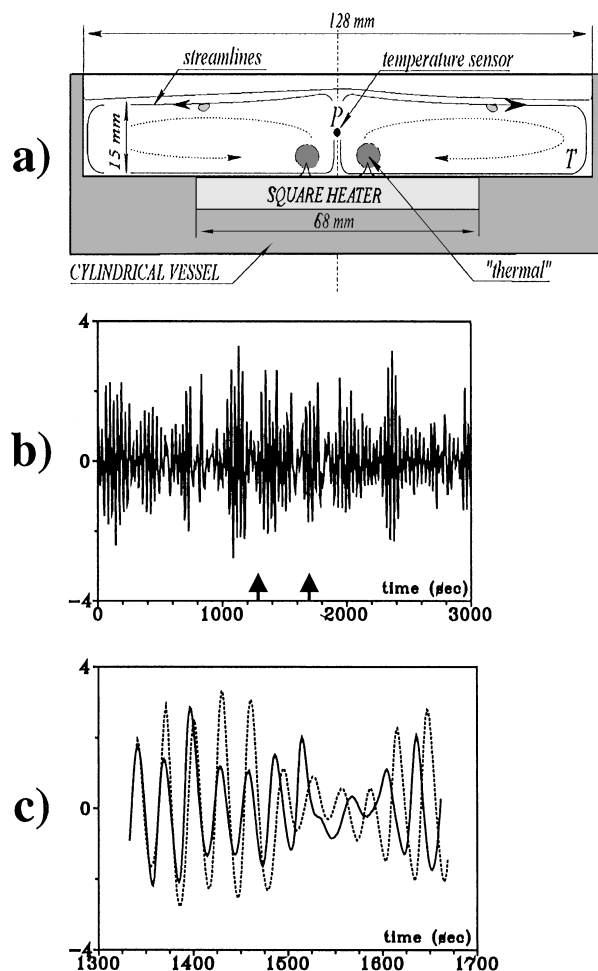 128 mm
streamlines
temperature sensor
a)
15 mm
P
T
SQUARE HEATER
68 mm
CYLINDRICAL VESSEL
"thermal"
b)
4
0
−4
time (sec)
0
1000
2000
3000
c)
4
0
−4
time (sec)
1300
1400
1500
1600
1700